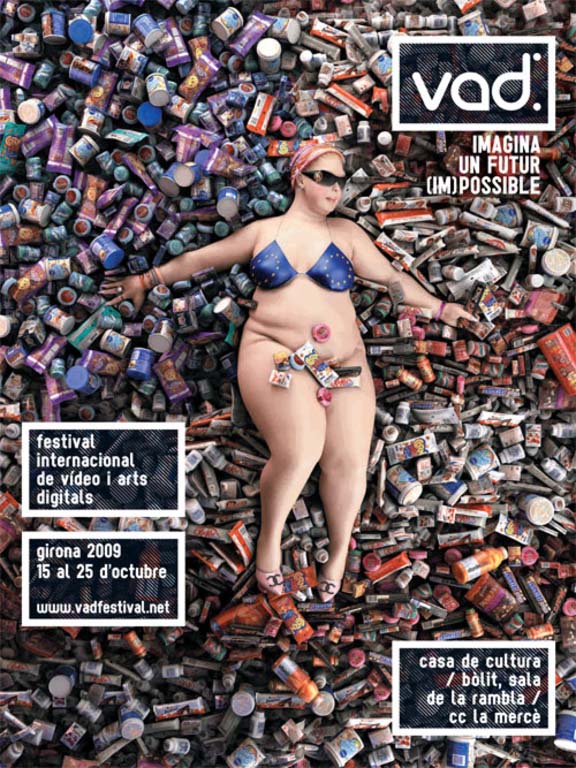 vad:
IMAGINA
UN FUTUR
(IM)POSSIBLE
festival
internacional
de vídeo i arts
digitals
girona 2009
15 al 25 d'octubre
www.vadfestival.net
casa de cultura
/ bòlit, sala
de la rambla /
cc la mercè